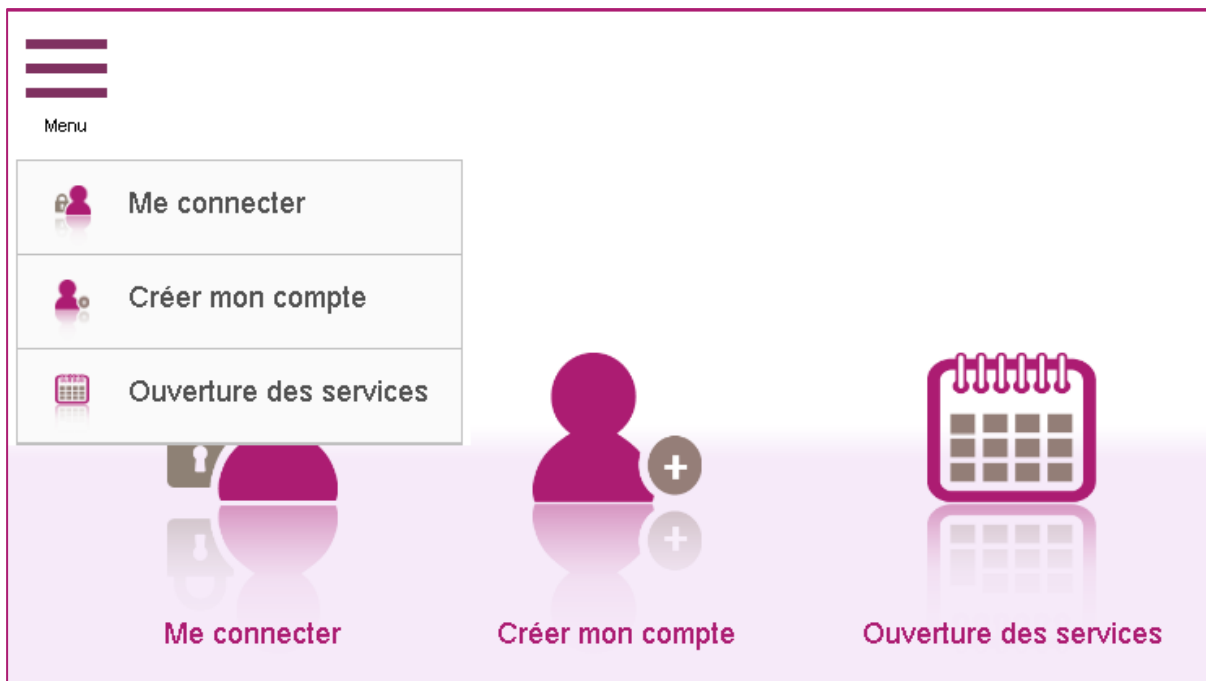 Menu
Me connecter
Créer mon compte
Ouverture des services
Me connecter
Créer mon compte
Ouverture des services